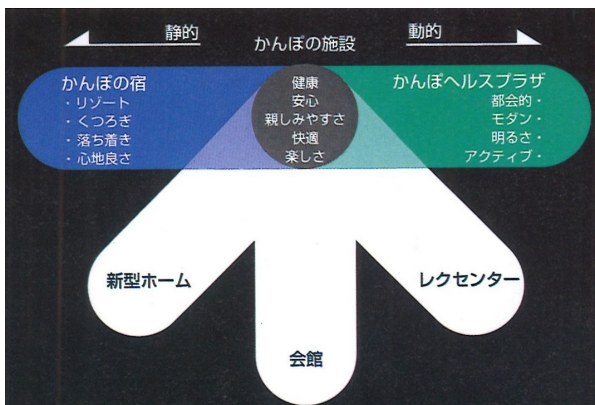 静的
動的
かんぽの施設
かんぽの宿
・リゾート
・くつろぎ
・落ち着き
・心地良さ
健康
安心
親しみやすさ
快適
楽しさ
かんぽヘルスプラザ
都会的・
モダン・
明るさ・
アクティブ・
新型ホーム
会館
レクセンター